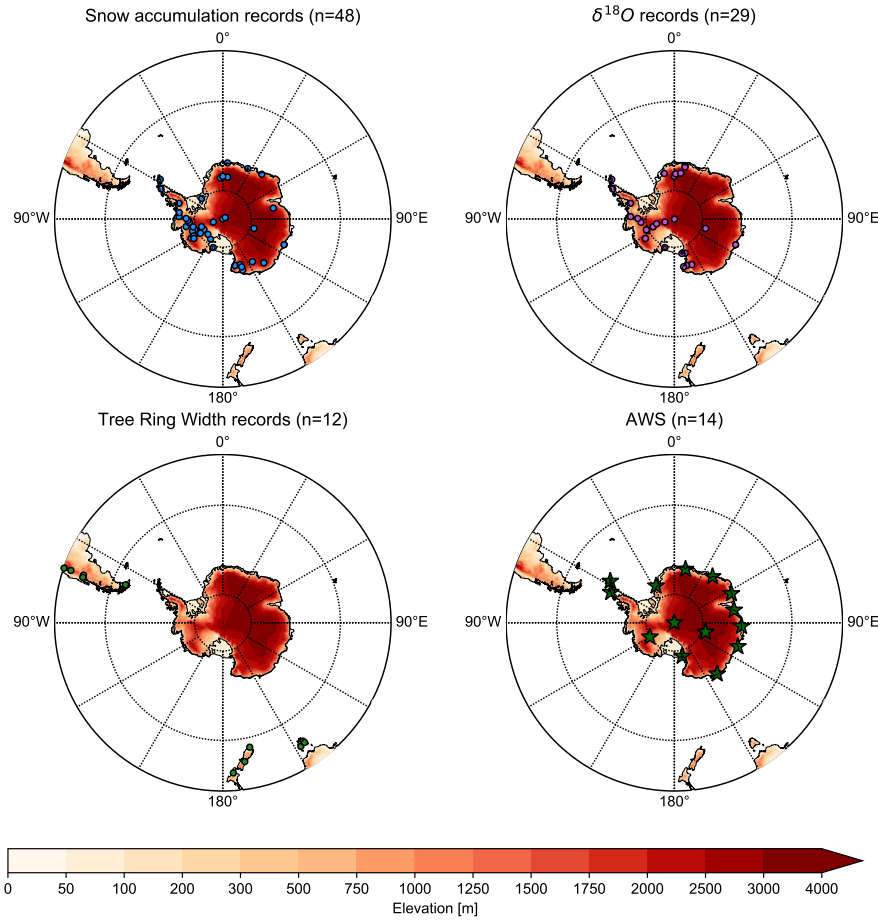 Snow accumulation records (n=48)
δ¹⁸O records (n=29)
0°
0°
90°W
90°E
90°W
90°E
180°
180°
Tree Ring Width records (n=12)
AWS (n=14)
0°
0°
90°W
90°E
90°W
90°E
180°
180°
0 50 100 200 300 500 750 1000 1250 1500 1750 2000 2500 3000 4000
Elevation [m]